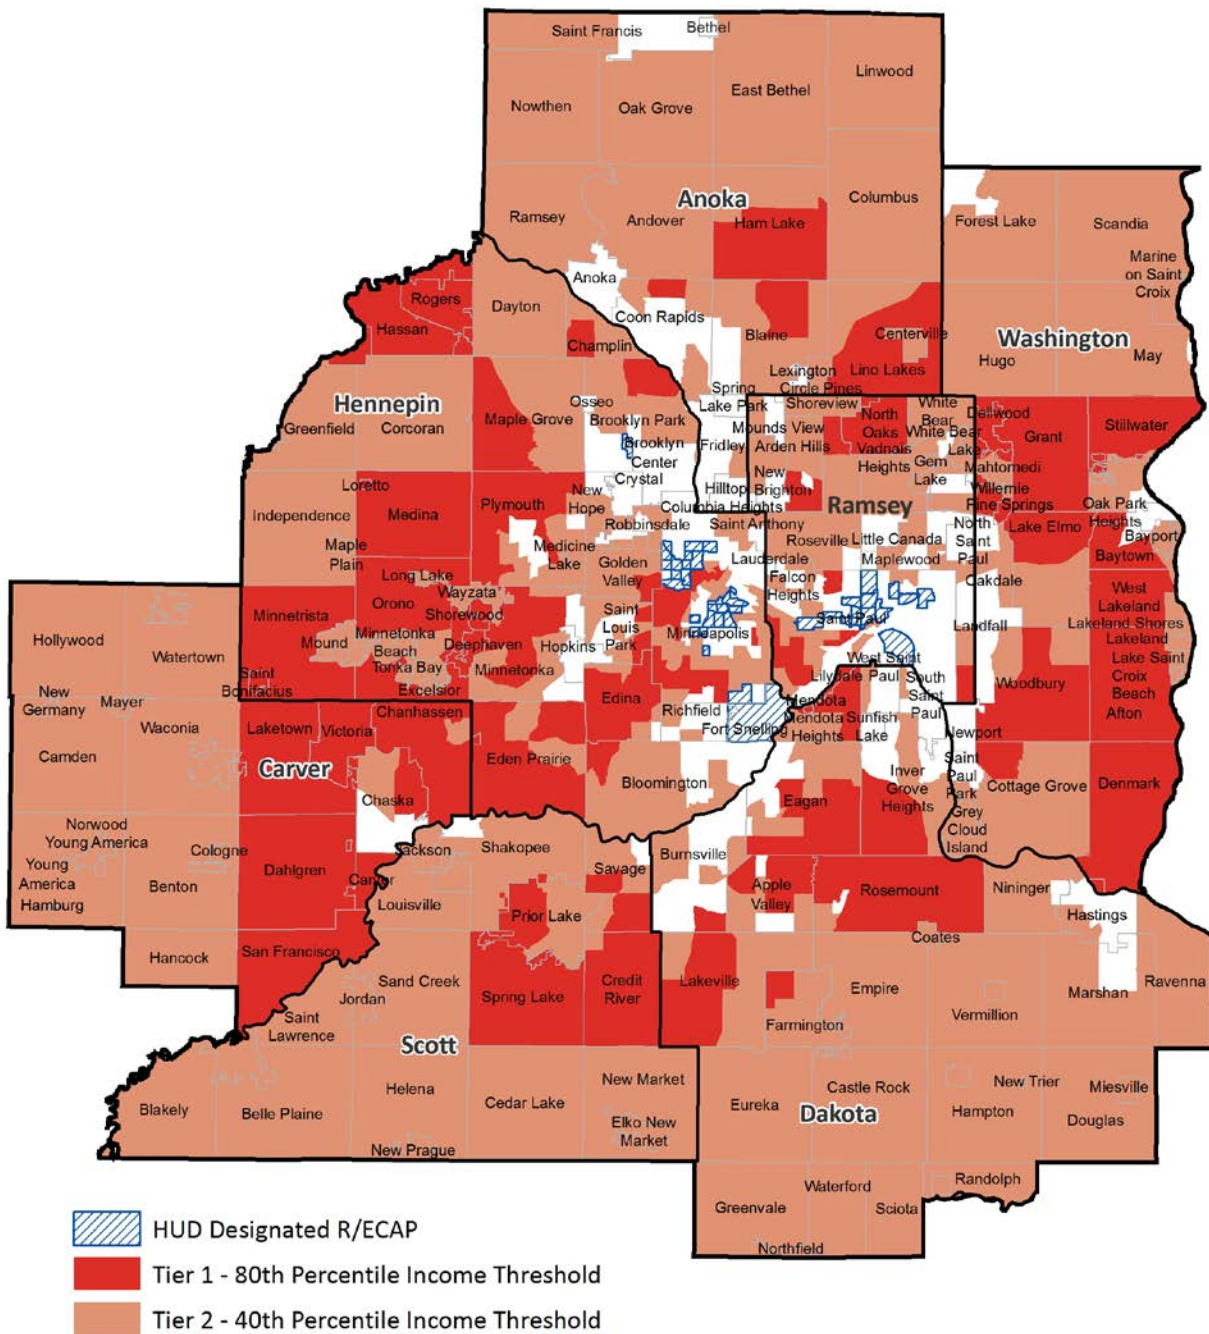 Saint Francis
Bethel
Linwood
East Bethel
Nowthen
Oak Grove
Anoka
Columbus
Ramsey
Andover
Ham Lake
Forest Lake
Scandia
Marine
on Saint
Croix
Anoka
Rogers
Dayton
Hassan
Coon Rapids
Champlin
Blaine
Centerville
Washington
Hugo
May
Lexington
Circle Pines
Lino Lakes
Spring
Lake Park
Hennepin
Osseo
Maple Grove
Brooklyn Park
Greenfield
Corcoran
Shoreview
Mounds View
Arden Hills
North
Oaks
Vadnais
Heights
White
Bear
White Bear
Lake
Dellwood
Grant
Stillwater
Brooklyn
Center
Crystal
Fridley
Gem
Lake
Mahtomedi
Willernie
Pine Springs
Loretto
Medina
Plymouth
New
Hope
Hilltop
Columbia Heights
New
Brighton
Ramsey
Oak Park
Heights
Bayport
Independence
Robbinsdale
Saint Anthony
Roseville
Little Canada
Maplewood
North
Saint
Paul
Lake Elmo
Baytown
Maple
Plain
Medicine
Lake
Golden
Valley
Lauderdale
Falcon
Heights
Oakdale
Long Lake
Wayzata
Orono
Shorewood
Minnetrista
Mound
Minnetonka
Beach
Tonka Bay
Deephaven
Minnetonka
Excelsior
Hopkins
Saint
Louis
Park
Minneapolis
Saint Paul
Landfall
West
Lakeland
Lakeland Shores
Lakeland
Lake Saint
Croix
Beach
Afton
Hollywood
Watertown
Saint
Bonifacius
West Saint
Paul
Lilydale
South
Saint
Paul
Woodbury
New
Germany
Mayer
Waconia
Camden
Laketown
Victoria
Chanhassen
Edina
Richfield
Fort Snelling
Mendota
Mendota
Heights
Sunfish
Lake
Newport
Saint
Paul
Park
Grey
Cloud
Island
Carver
Chaska
Eden Prairie
Bloomington
Inver
Grove
Heights
Cottage Grove
Denmark
Eagan
Norwood
Young America
Cologne
Young
America
Hamburg
Benton
Dahlgren
Carver
Jackson
Shakopee
Louisville
Savage
Burnsville
Prior Lake
Apple
Valley
Rosemount
Nininger
Hastings
Coates
Hancock
San Francisco
Sand Creek
Jordan
Spring Lake
Credit
River
Lakeville
Empire
Marshan
Ravenna
Saint
Lawrence
Farmington
Vermillion
Scott
Blakely
Belle Plaine
Helena
Cedar Lake
New Market
Elko New
Market
New Prague
Eureka
Castle Rock
Dakota
Hampton
New Trier
Miesville
Douglas
Randolph
Waterford
Greenvale
Sciota
Northfield
HUD Designated R/ECAP
Tier 1 - 80th Percentile Income Threshold
Tier 2 - 40th Percentile Income Threshold